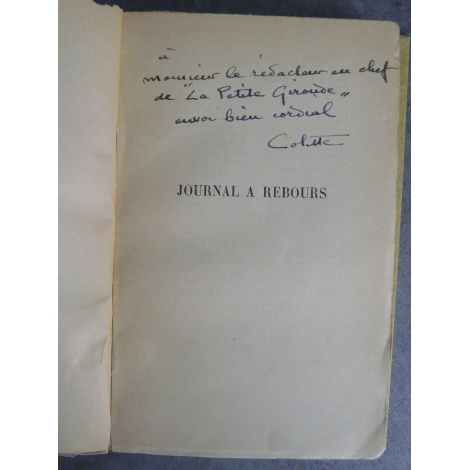 à
monsieur le rédacteur en chef
de "La Petite Gironde"
envoi bien cordial
Colette
JOURNAL A REBOURS